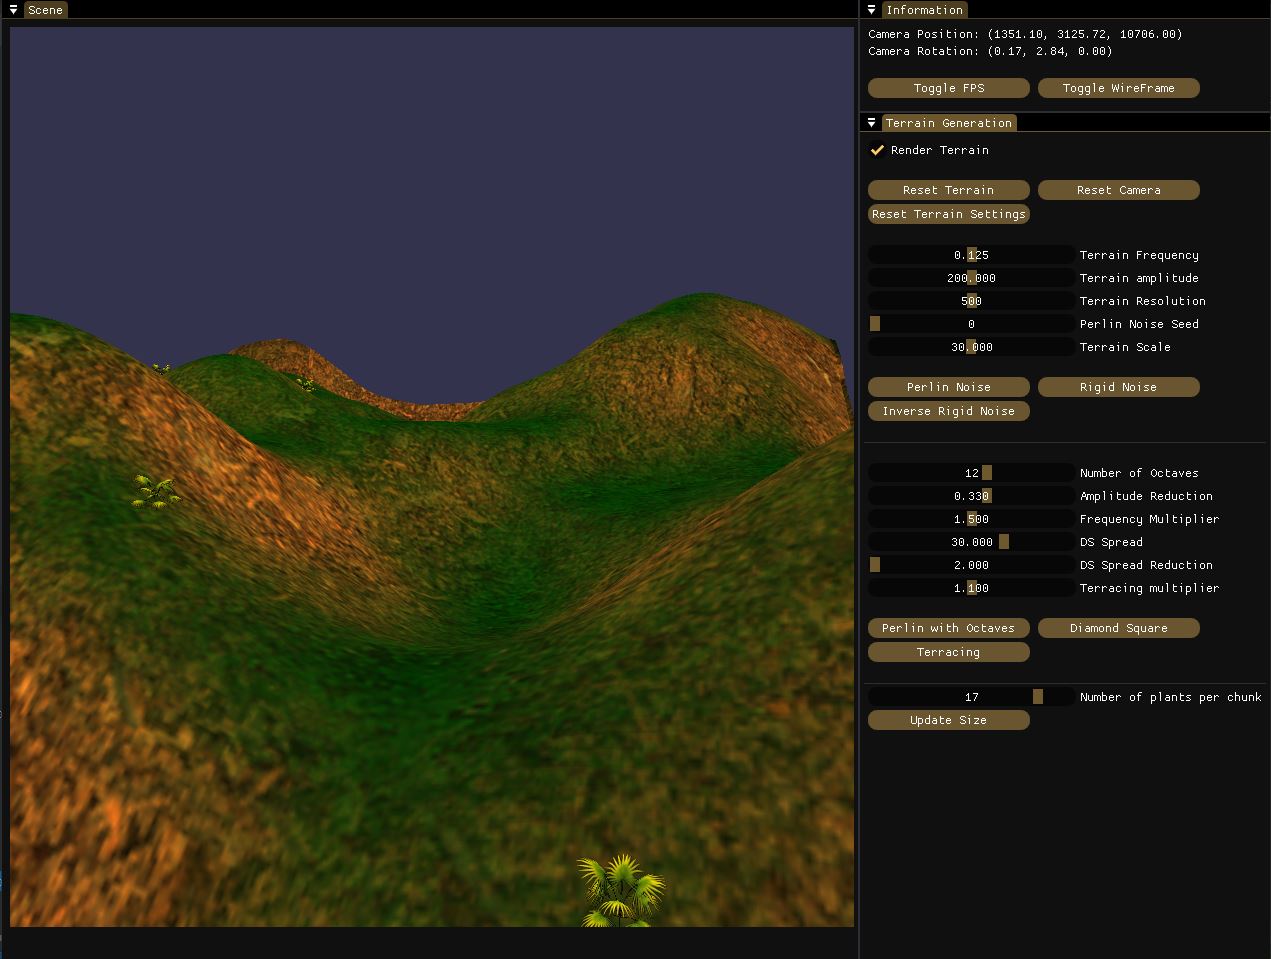 Scene
Information
Camera Position: (1351.10, 3125.72, 10706.00)
Camera Rotation: (0.17, 2.84, 0.00)
Toggle FPS
Toggle WireFrame
Terrain Generation
Render Terrain
Reset Terrain
Reset Camera
Reset Terrain Settings
0.125 Terrain Frequency
200.000 Terrain amplitude
500 Terrain Resolution
0 Perlin Noise Seed
30.000 Terrain Scale
Perlin Noise
Rigid Noise
Inverse Rigid Noise
12 Number of Octaves
0.330 Amplitude Reduction
1.500 Frequency Multiplier
30.000 DS Spread
2.000 DS Spread Reduction
1.100 Terracing multiplier
Perlin with Octaves
Diamond Square
Terracing
17 Number of plants per chunk
Update Size